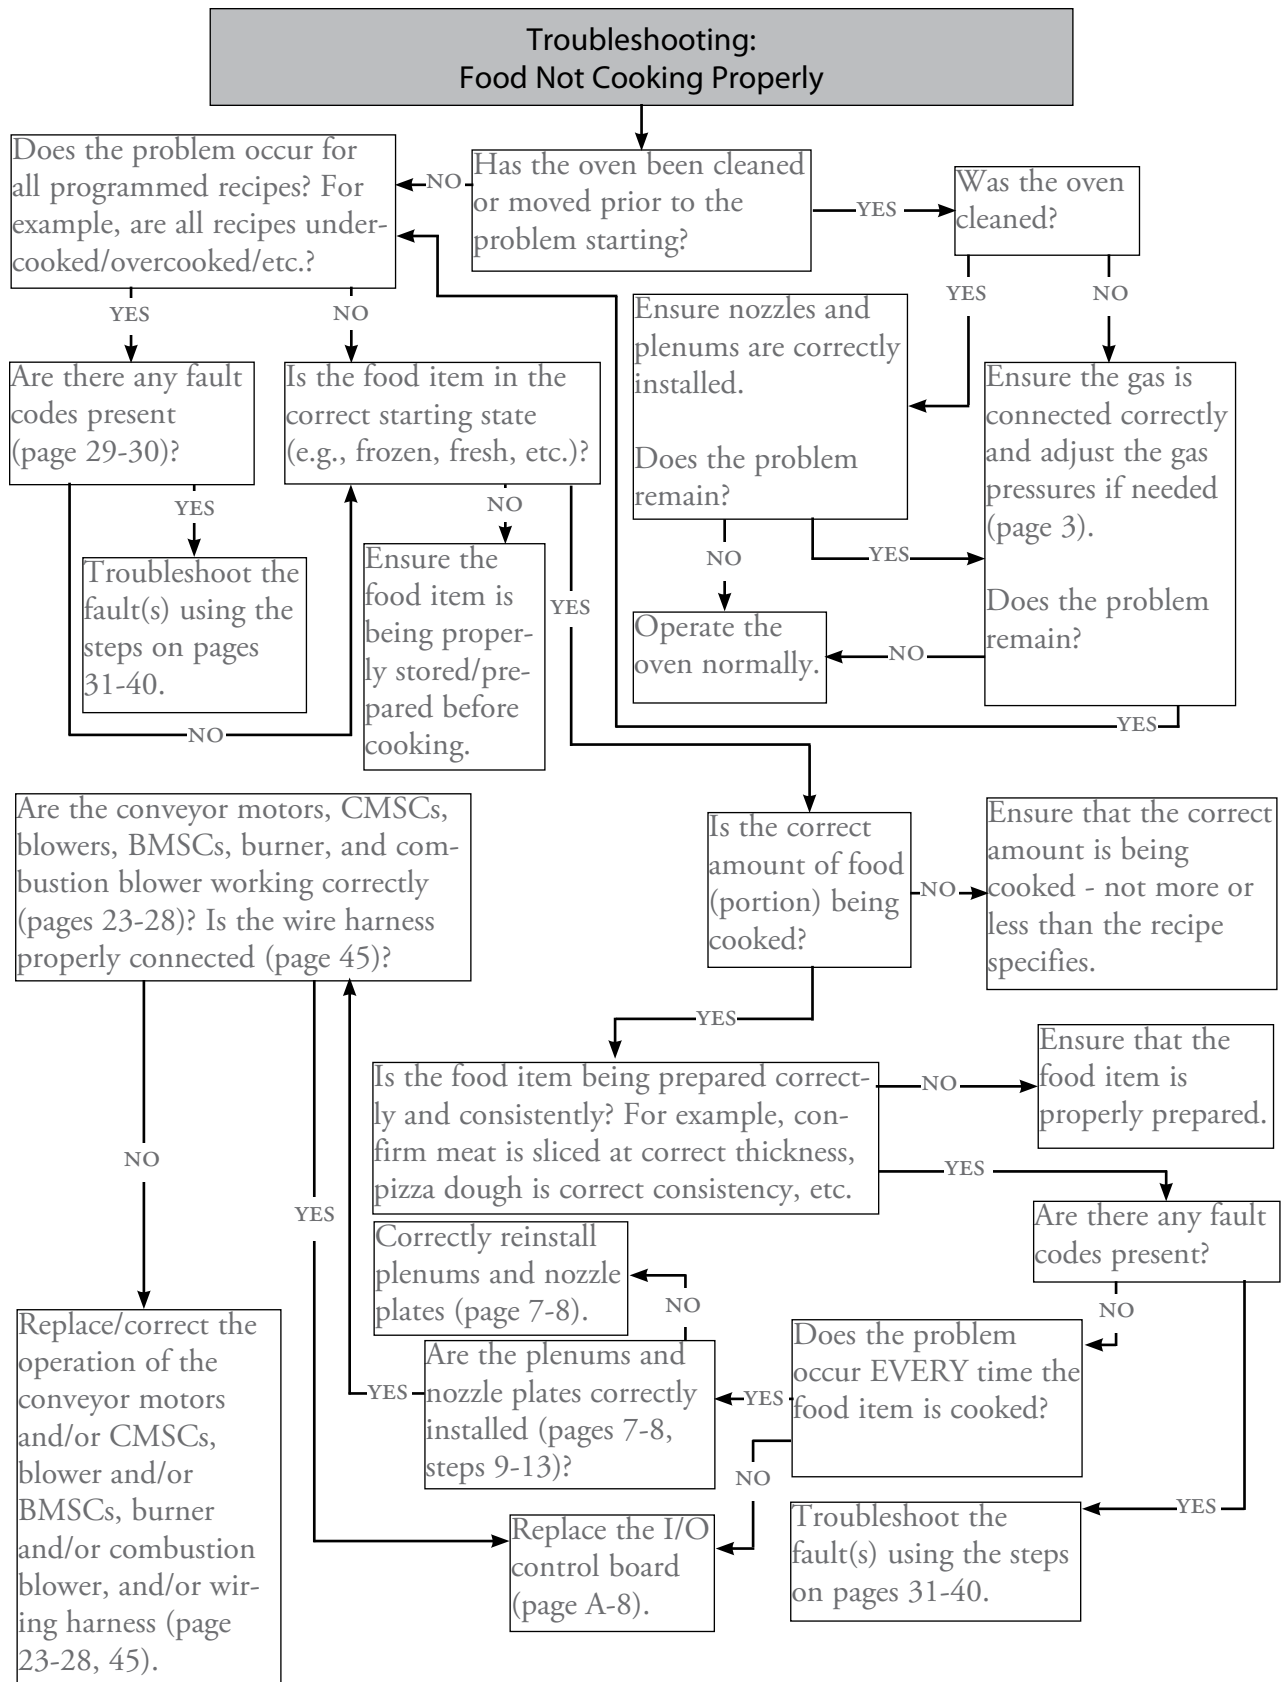 Troubleshooting:
Food Not Cooking Properly
Does the problem occur for
all programmed recipes? For
example, are all recipes under-
cooked/overcooked/etc.?
NO
Has the oven been cleaned
or moved prior to the
problem starting?
YES
Was the oven
cleaned?
YES
NO
YES
NO
Ensure nozzles and
plenums are correctly
installed.
Does the problem
remain?
Ensure the gas is
connected correctly
and adjust the gas
pressures if needed
(page 3).
Does the problem
remain?
Are there any fault
codes present
(page 29-30)?
Is the food item in the
correct starting state
(e.g., frozen, fresh, etc.)?
YES
NO
NO
YES
Troubleshoot the
fault(s) using the
steps on pages
31-40.
Ensure the
food item is
being proper-
ly stored/pre-
pared before
cooking.
YES
Operate the
oven normally.
NO
NO
YES
Are the conveyor motors, CMSCs,
blowers, BMSCs, burner, and com-
bustion blower working correctly
(pages 23-28)? Is the wire harness
properly connected (page 45)?
Is the correct
amount of food
(portion) being
cooked?
NO
Ensure that the correct
amount is being
cooked - not more or
less than the recipe
specifies.
YES
Is the food item being prepared correct-
ly and consistently? For example, con-
firm meat is sliced at correct thickness,
pizza dough is correct consistency, etc.
NO
Ensure that the
food item is
properly prepared.
YES
NO
YES
Are there any fault
codes present?
Correctly reinstall
plenums and nozzle
plates (page 7-8).
NO
NO
Replace/correct the
operation of the
conveyor motors
and/or CMSCs,
blower and/or
BMSCs, burner
and/or combustion
blower, and/or wir-
ing harness (page
23-28, 45).
YES
Are the plenums and
nozzle plates correctly
installed (pages 7-8,
steps 9-13)?
YES
Does the problem
occur EVERY time the
food item is cooked?
NO
Replace the I/O
control board
(page A-8).
Troubleshoot the
fault(s) using the steps
on pages 31-40.
YES